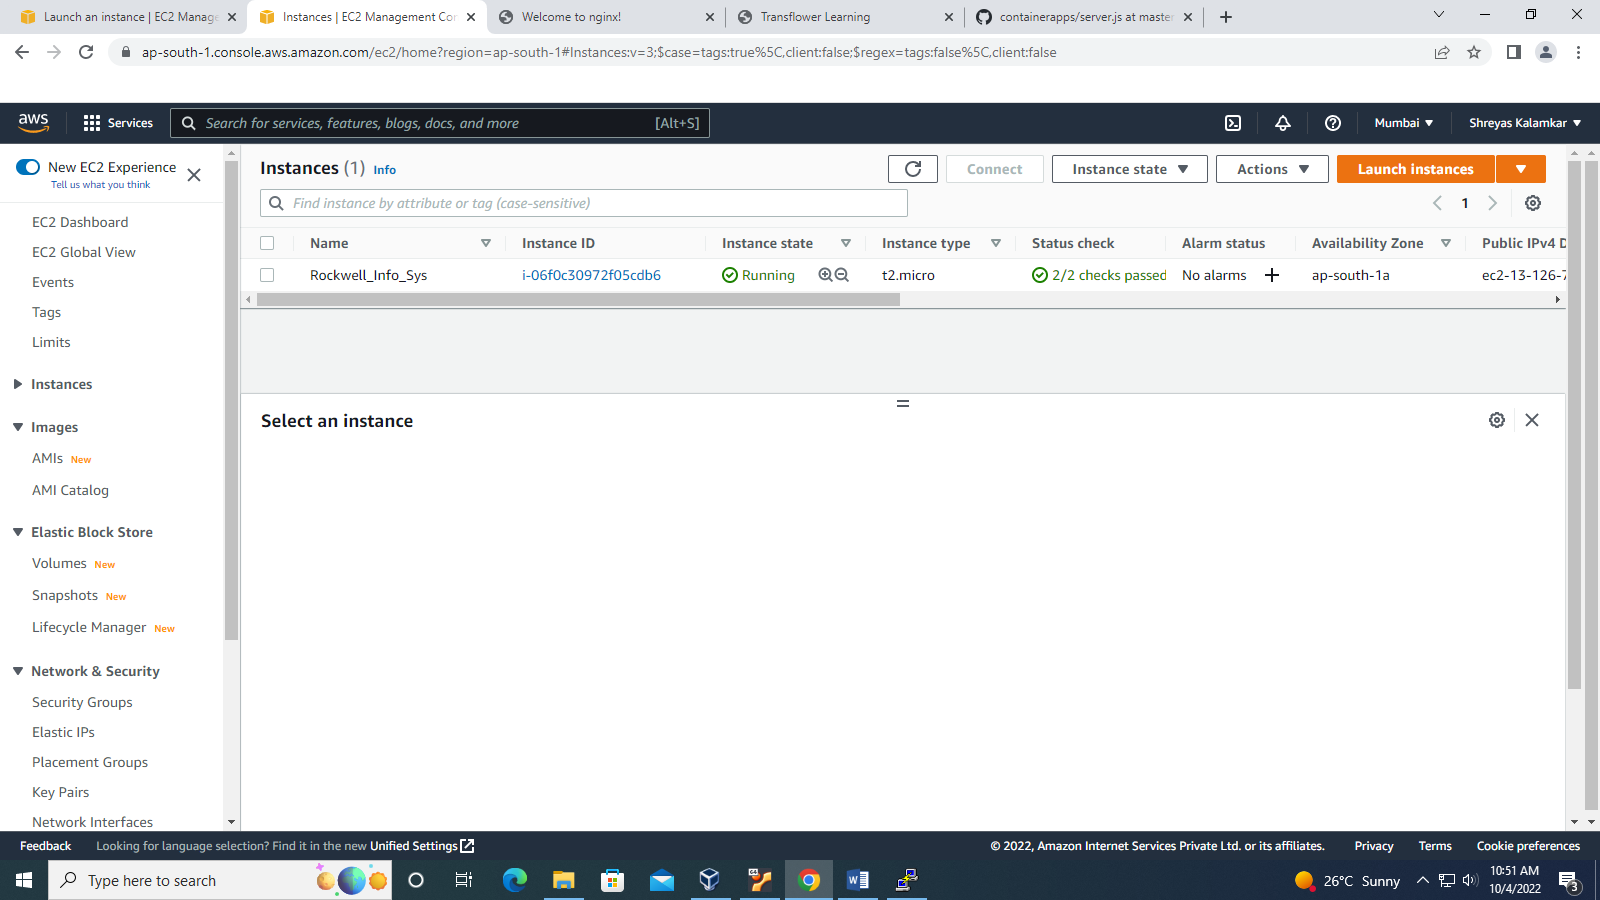 Launch an instance | EC2 Manage
Instances | EC2 Management Con
Welcome to nginx!
Transflower Learning
containerapps/server.js at master
ap-south-1.console.aws.amazon.com/ec2/home?region=ap-south-1#Instances:v=3;$case=tags:true%5C,client:false;$regex=tags:false%5C,client:false
aws
Services
Search for services, features, blogs, docs, and more
[Alt+S]
Mumbai
Shreyas Kalamkar
New EC2 Experience
Tell us what you think
EC2 Dashboard
EC2 Global View
Events
Tags
Limits
Instances
Images
AMIs New
AMI Catalog
Elastic Block Store
Volumes New
Snapshots New
Lifecycle Manager New
Network & Security
Security Groups
Elastic IPs
Placement Groups
Key Pairs
Network Interfaces
Instances (1) Info
Connect
Instance state
Actions
Launch instances
Find instance by attribute or tag (case-sensitive)
1
Name Instance ID Instance state Instance type Status check Alarm status Availability Zone Public IPv4 D
Rockwell_Info_Sys i-06f0c30972f05cdb6 Running t2.micro 2/2 checks passed No alarms ap-south-1a ec2-13-126-7
Select an instance
Feedback
Looking for language selection? Find it in the new Unified Settings
© 2022, Amazon Internet Services Private Ltd. or its affiliates.
Privacy
Terms
Cookie preferences
Type here to search
26°C Sunny
10:51 AM
10/4/2022
3